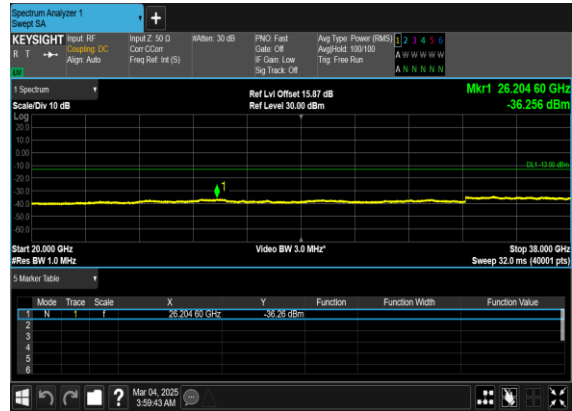 Spectrum Analyzer 1
Swept SA
+
KEYSIGHT Input: RF Input Z: 50 Ω #Atten: 30 dB PNO: Fast Avg Type: Power (RMS) 1 2 3 4 5 6
R T Coupling: DC Corr CCorr Gate: Off Avg|Hold: 100/100 A W W W W W
Align: Auto Freq Ref: Int (S) IF Gain: Low Trig: Free Run
Sig Track: Off A N N N N N
1 Spectrum
Scale/Div 10 dB
Ref Lvl Offset 15.87 dB
Ref Level 30.00 dBm
Mkr1 26.204 60 GHz
-36.256 dBm
Log
20.0
10.0
0.00
-10.0
DL1 -13.00 dBm
-20.0
-30.0
1
-40.0
-50.0
-60.0
Start 20.000 GHz Video BW 3.0 MHz* Stop 38.000 GHz
#Res BW 1.0 MHz Sweep 32.0 ms (40001 pts)
5 Marker Table
Mode Trace Scale X Y Function Function Width Function Value
1 N 1 f 26.204 60 GHz -36.26 dBm
2
3
4
5
6
? Mar 04, 2025
3:59:43 AM